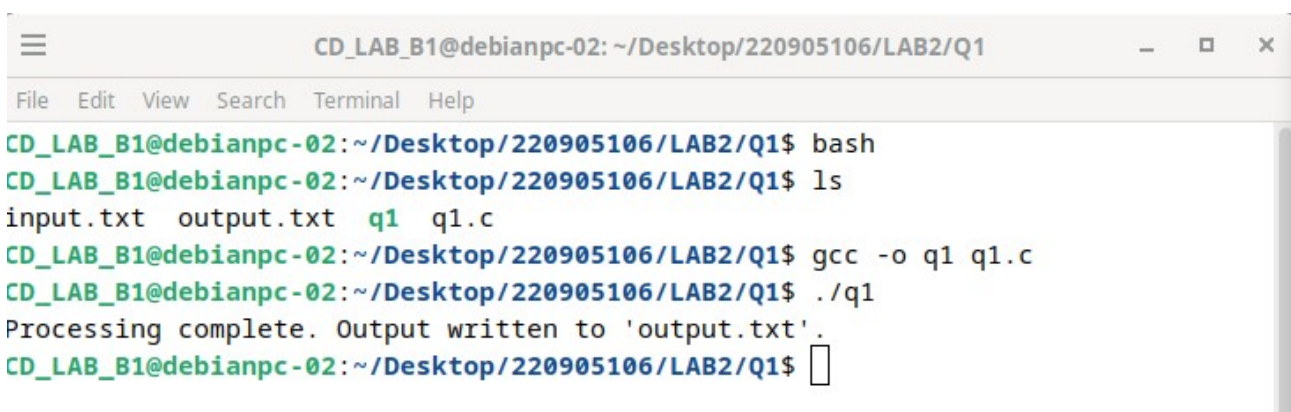 CD_LAB_B1@debianpc-02: ~/Desktop/220905106/LAB2/Q1
File Edit View Search Terminal Help
CD_LAB_B1@debianpc-02:~/Desktop/220905106/LAB2/Q1$ bash
CD_LAB_B1@debianpc-02:~/Desktop/220905106/LAB2/Q1$ ls
input.txt output.txt q1 q1.c
CD_LAB_B1@debianpc-02:~/Desktop/220905106/LAB2/Q1$ gcc -o q1 q1.c
CD_LAB_B1@debianpc-02:~/Desktop/220905106/LAB2/Q1$ ./q1
Processing complete. Output written to 'output.txt'.
CD_LAB_B1@debianpc-02:~/Desktop/220905106/LAB2/Q1$